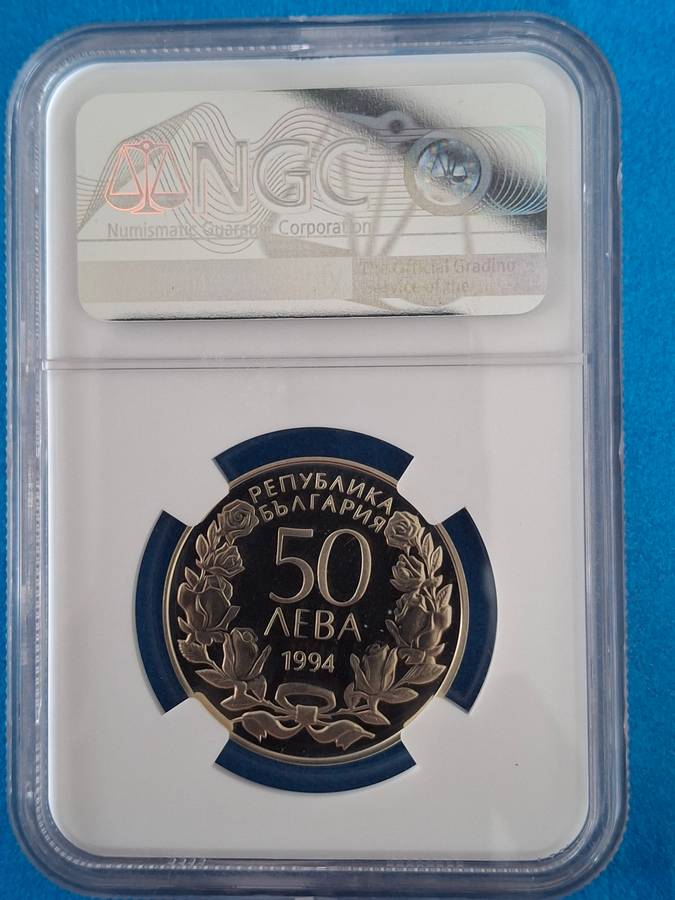 NGC
Numismatic Guaranty Corporation
The Official Grading
Service of the
РЕПУБЛИКА
БЪЛГАРИЯ
50
ЛЕВА
1994